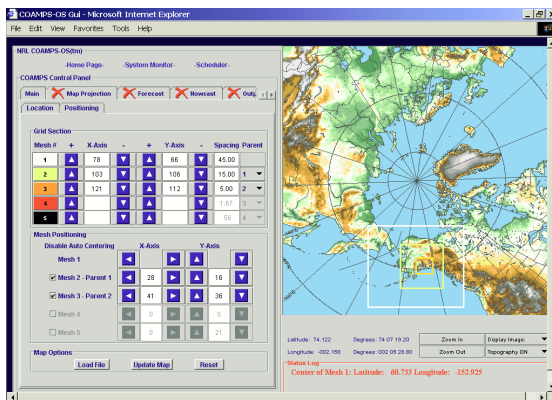 COAMPS-OS Gui - Microsoft Internet Explorer
File Edit View Favorites Tools Help
NRL COAMPS-OS(tm)
-Home Page- -System Monitor- -Scheduler-
COAMPS Control Panel
Main Map Projection Forecast Nowcast
Location Positioning
Grid Section
Mesh # + X-Axis - + Y-Axis - Spacing Parent
1 78 66 45.00
2 103 106 15.00 1
3 121 112 5.00 2
4 1.67 3
5 56 4
Mesh Positioning
Disable Auto Centering X-Axis Y-Axis
Mesh 1
Mesh 2 - Parent 1 28 16
Mesh 3 - Parent 2 41 36
Mesh 4 0 0
Mesh 5 0 21
Map Options
Load File Update Map Reset
Latitude: 74.122 Degrees: 74 07 19.20 Zoom In Display Image:
Longitude: -002.158 Degrees: 002 09 28.80 Zoom Out Topography ON
Status Log
Center of Mesh 1: Latitude: 60.733 Longitude: -152.925